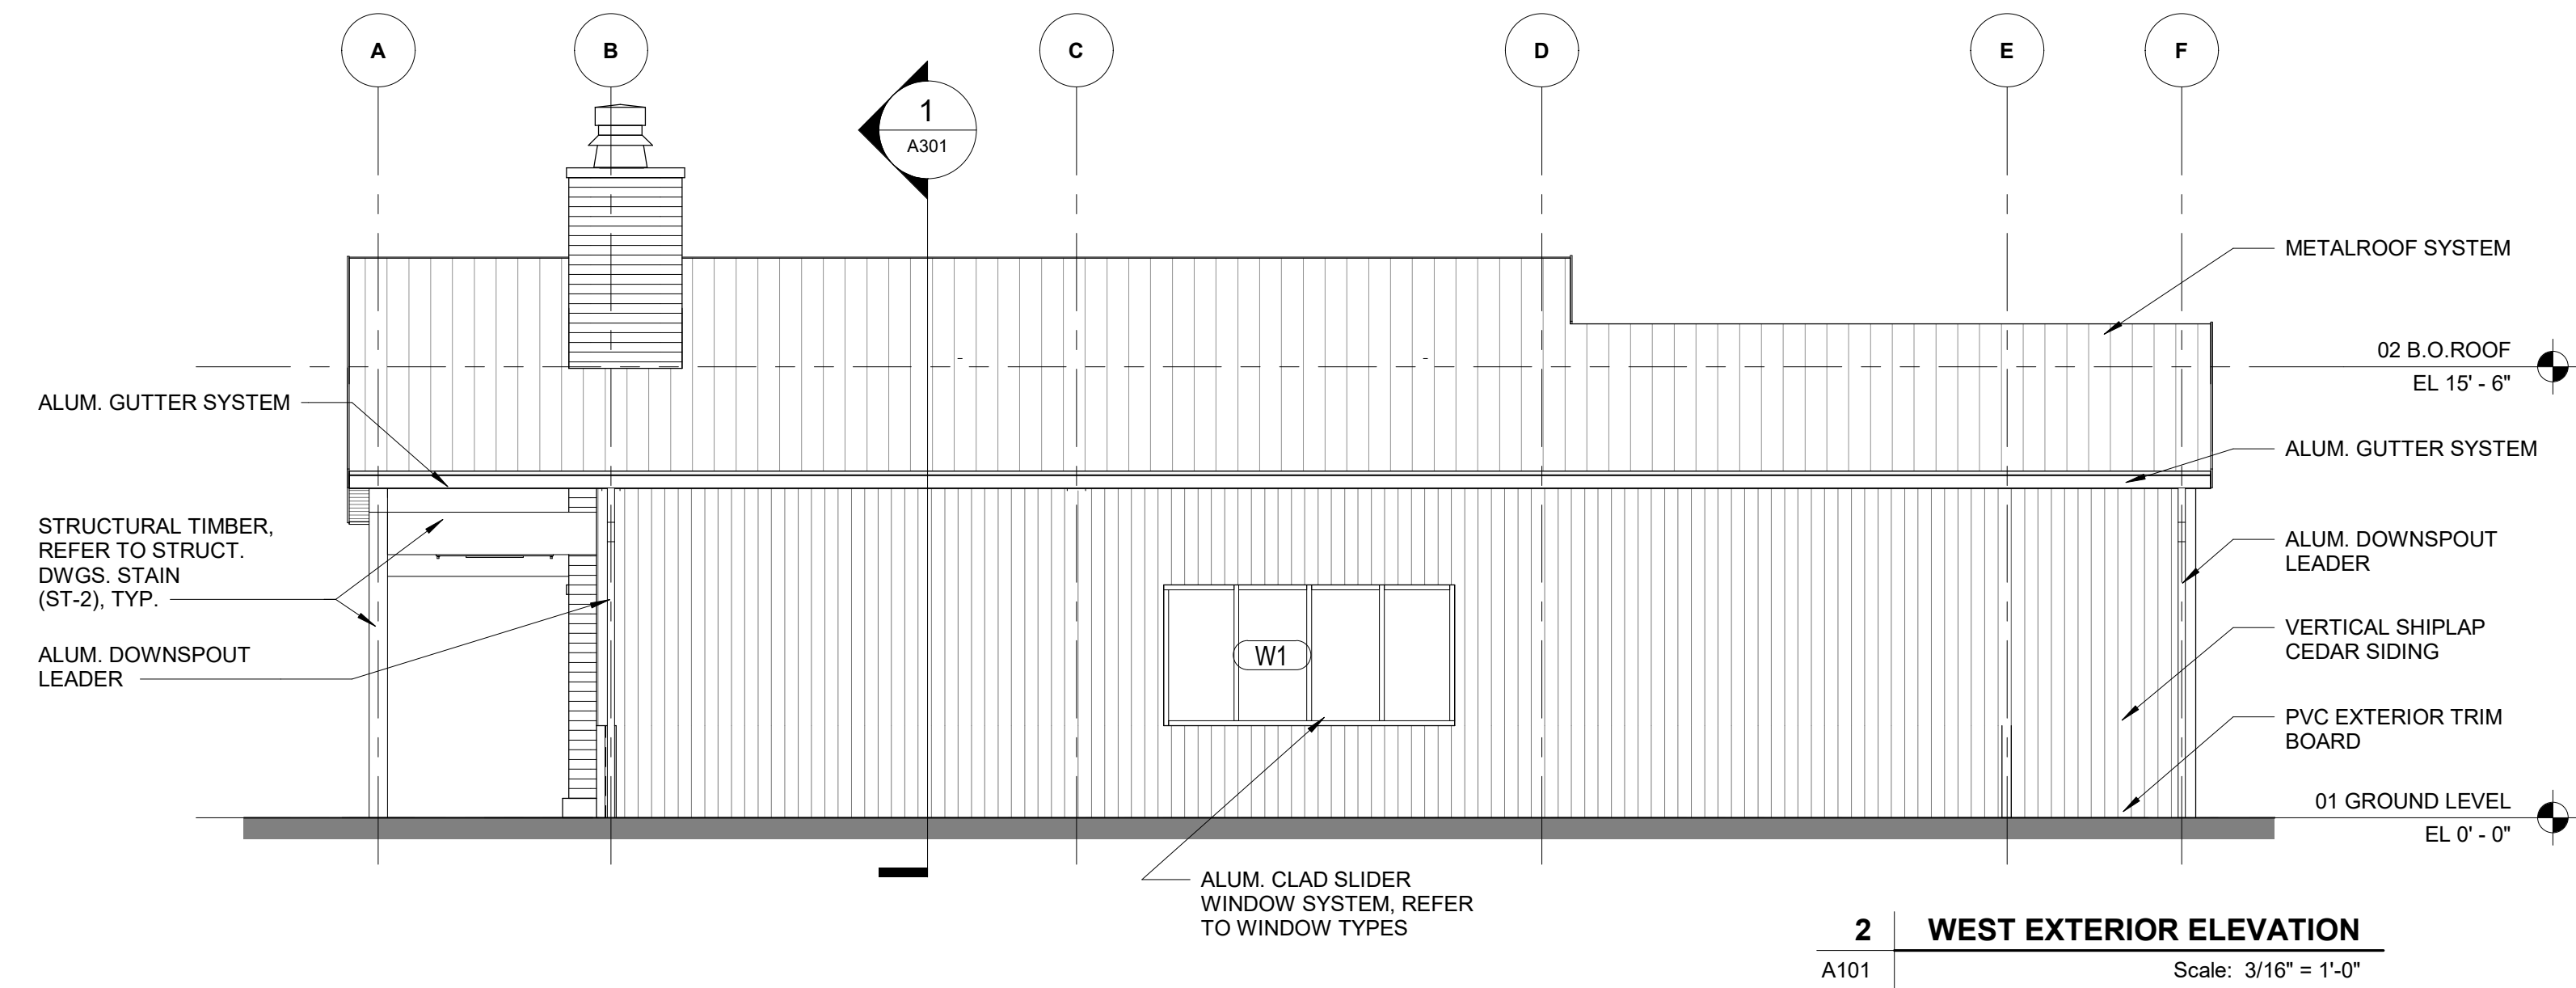 A
B
C
D
E
F
1
A301
METALROOF SYSTEM
02 B.O.ROOF
EL 15' - 6"
ALUM. GUTTER SYSTEM
ALUM. GUTTER SYSTEM
STRUCTURAL TIMBER,
REFER TO STRUCT.
DWGS. STAIN
(ST-2), TYP.
ALUM. DOWNSPOUT
LEADER
ALUM. DOWNSPOUT
LEADER
VERTICAL SHIPLAP
CEDAR SIDING
W1
PVC EXTERIOR TRIM
BOARD
01 GROUND LEVEL
EL 0' - 0"
ALUM. CLAD SLIDER
WINDOW SYSTEM, REFER
TO WINDOW TYPES
2
WEST EXTERIOR ELEVATION
A101
Scale: 3/16" = 1'-0"